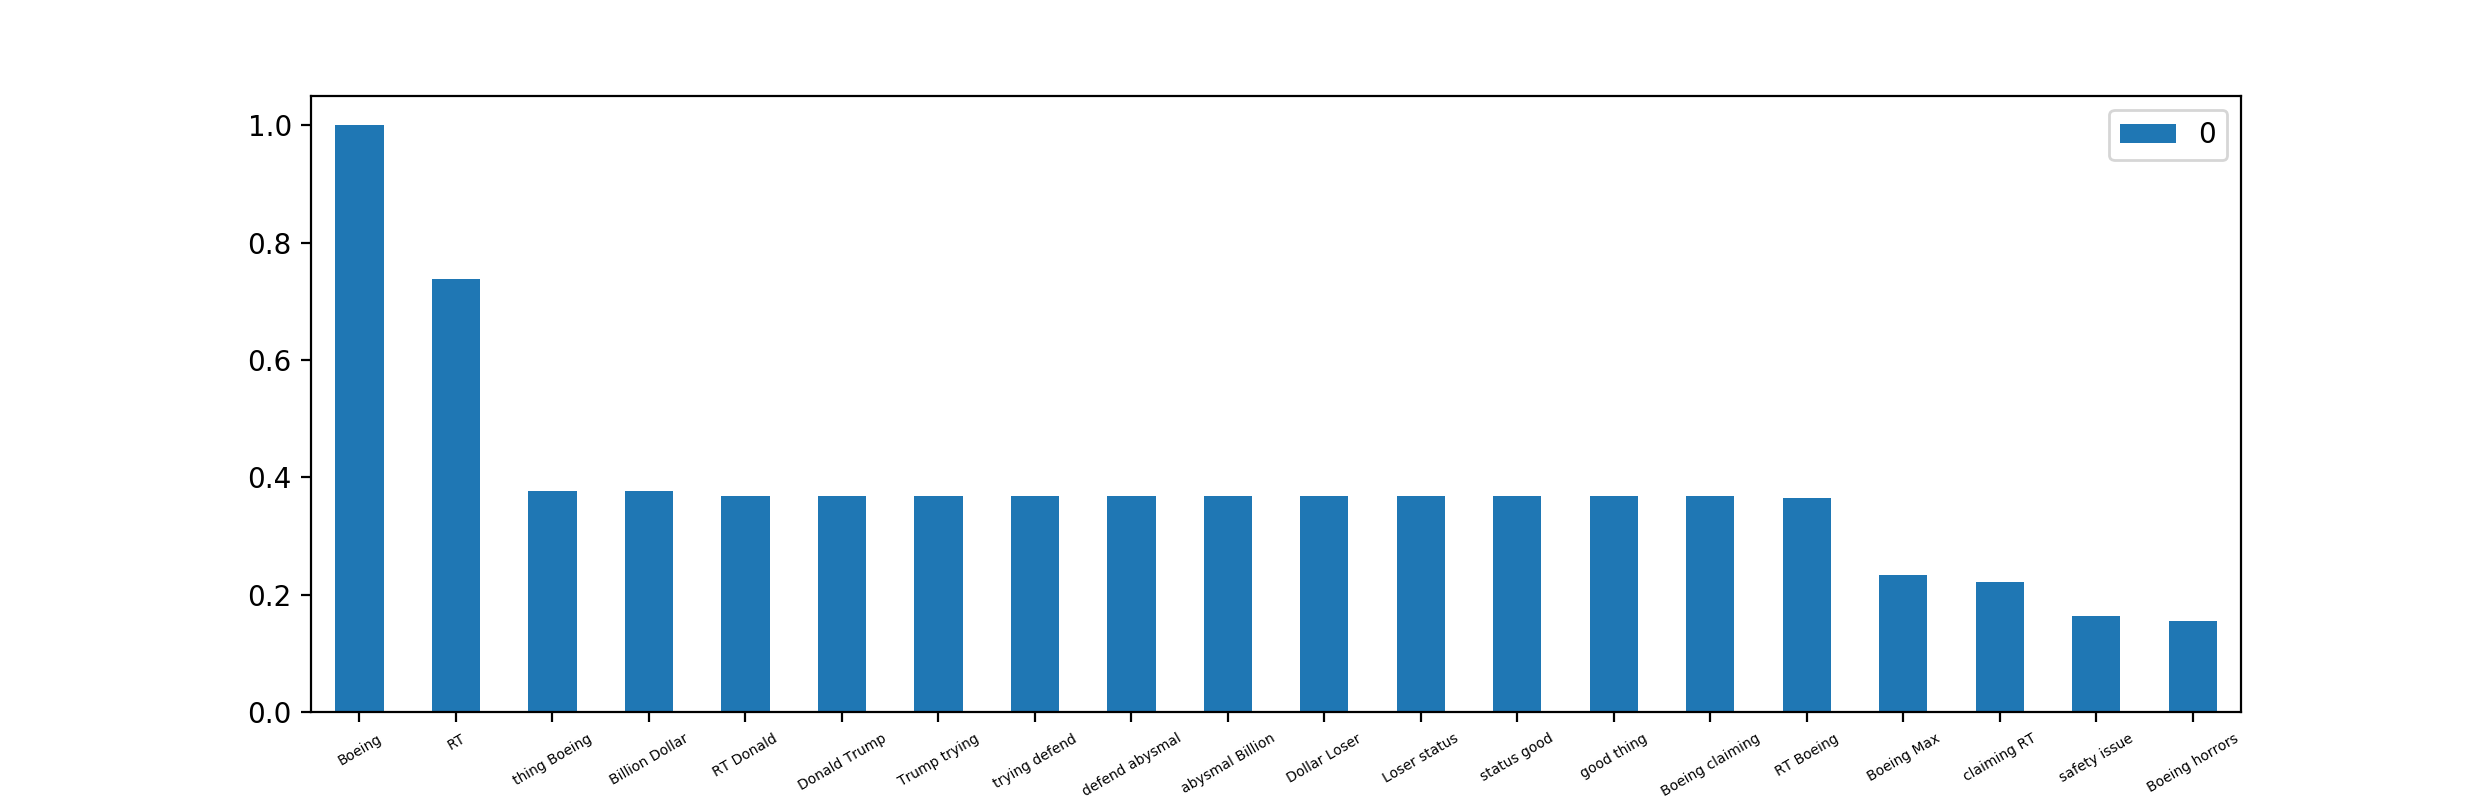 0
1.0
0.8
0.6
0.4
0.2
0.0
Boeing
RT
thing Boeing
Billion Dollar
RT Donald
Donald Trump
Trump trying
trying defend
defend abysmal
abysmal Billion
Dollar Loser
Loser status
status good
good thing
Boeing claiming
RT Boeing
Boeing Max
claiming RT
safety issue
Boeing horrors